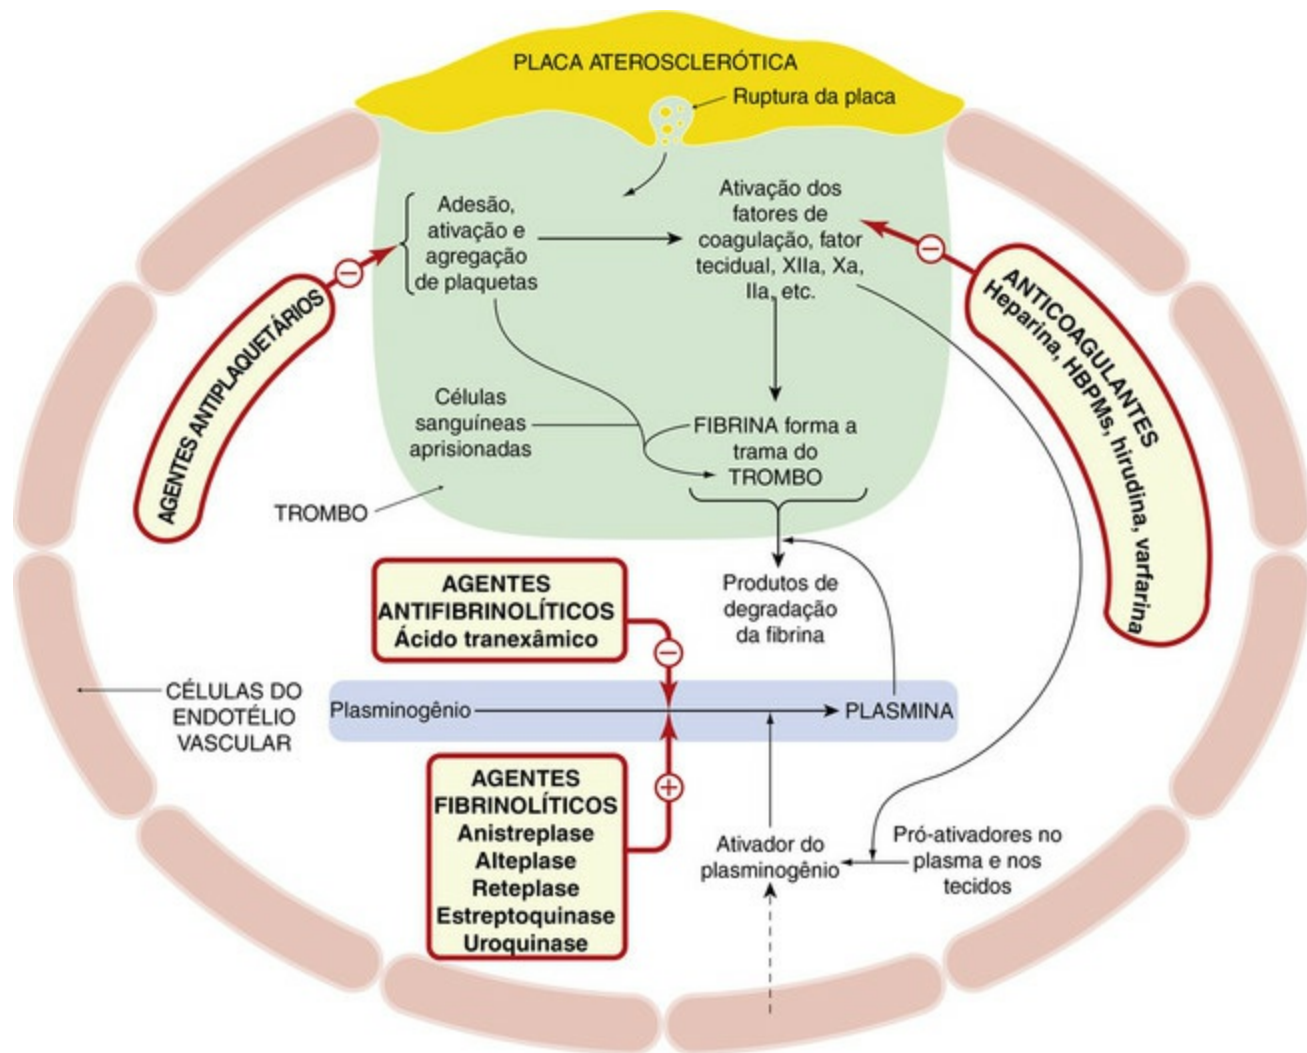 PLACA ATEROSCLERÓTICA
Ruptura da placa
Adesão,
ativação e
agregação
de plaquetas
Ativação dos
fatores de
coagulação, fator
tecidual, XIIa, Xa,
IIa, etc.
AGENTES ANTIPLAQUETÁRIOS
ANTICOAGULANTES
Heparina, HBPMs, hirudina, varfarina
Células
sanguíneas
aprisionadas
FIBRINA forma a
trama do
TROMBO
TROMBO
AGENTES
ANTIFIBRINOLÍTICOS
Ácido tranexâmico
Produtos de
degradação
da fibrina
CÉLULAS DO
ENDOTÉLIO
VASCULAR
Plasminogênio
PLASMINA
AGENTES
FIBRINOLÍTICOS
Anistreplase
Alteplase
Reteplase
Estreptoquinase
Uroquinase
Ativador do
plasminogênio
Pró-ativadores no
plasma e nos
tecidos